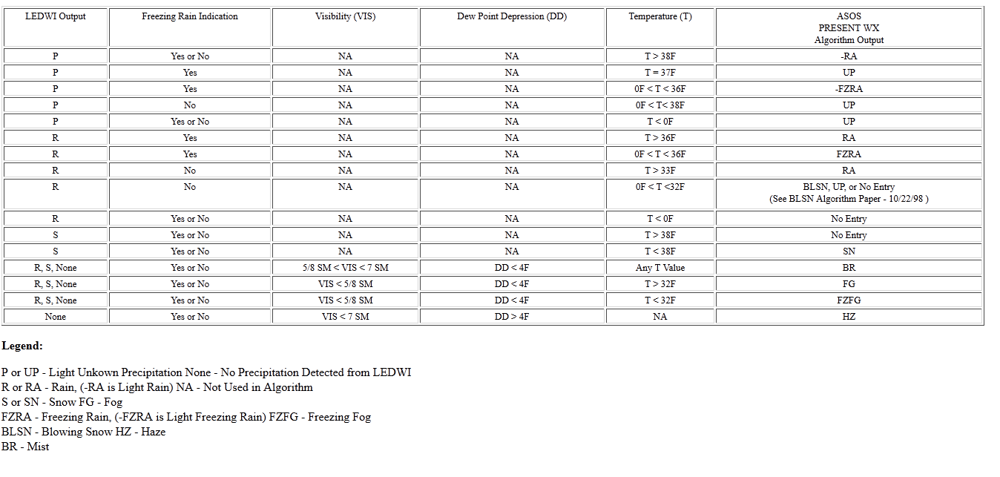 LEDWI Output Freezing Rain Indication Visibility (VIS) Dew Point Depression (DD) Temperature (T) ASOS
PRESENT WX
Algorithm Output
P Yes or No NA NA T > 38F -RA
P Yes NA NA T = 37F UP
P Yes NA NA 0F < T < 36F -FZRA
P No NA NA 0F < T< 38F UP
P Yes or No NA NA T < 0F UP
R Yes NA NA T > 36F RA
R Yes NA NA 0F < T < 36F FZRA
R No NA NA T > 33F RA
R No NA NA 0F < T <32F BLSN, UP, or No Entry
(See BLSN Algorithm Paper - 10/22/98 )
R Yes or No NA NA T < 0F No Entry
S Yes or No NA NA T > 38F No Entry
S Yes or No NA NA T < 38F SN
R, S, None Yes or No 5/8 SM < VIS < 7 SM DD < 4F Any T Value BR
R, S, None Yes or No VIS < 5/8 SM DD < 4F T > 32F FG
R, S, None Yes or No VIS < 5/8 SM DD < 4F T < 32F FZFG
None Yes or No VIS < 7 SM DD > 4F NA HZ
Legend:
P or UP - Light Unkown Precipitation None - No Precipitation Detected from LEDWI
R or RA - Rain, (-RA is Light Rain) NA - Not Used in Algorithm
S or SN - Snow FG - Fog
FZRA - Freezing Rain, (-FZRA is Light Freezing Rain) FZFG - Freezing Fog
BLSN - Blowing Snow HZ - Haze
BR - Mist